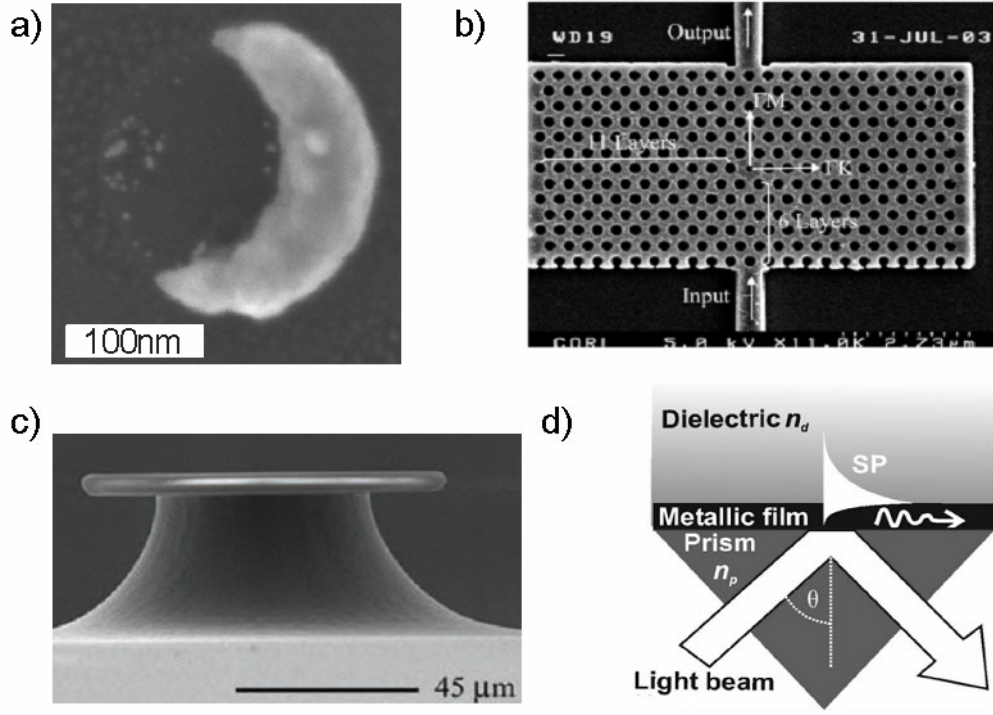 a)
100nm
b)
WD19
31-JUL-03
Output
ΓM
11 Layers
ΓK
6 Layers
Input
CORL 5.0 kV X11.0K 2.73µm
c)
45 µm
d)
Dielectric n_d
SP
Metallic film
Prism
n_p
θ
Light beam